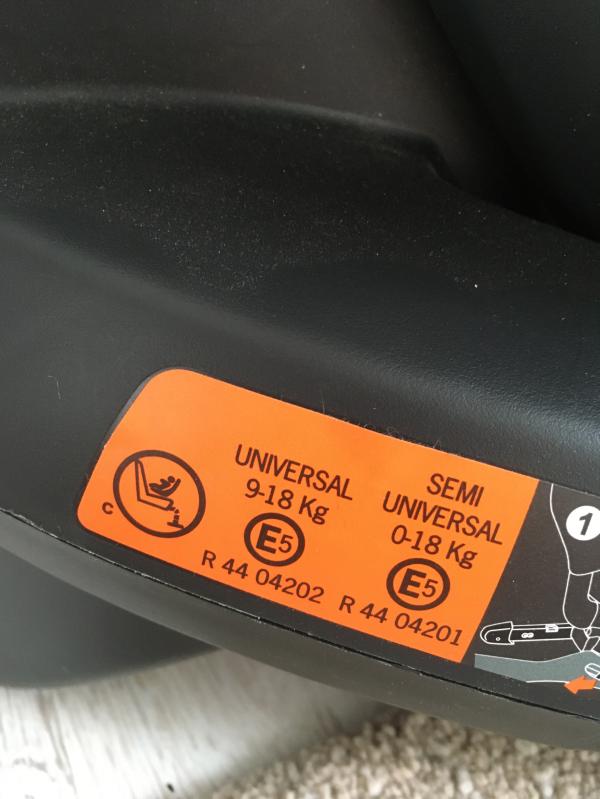 C
UNIVERSAL
9-18 Kg
E5
R 44 04202
SEMI
UNIVERSAL
0-18 Kg
E5
R 44 04201
1